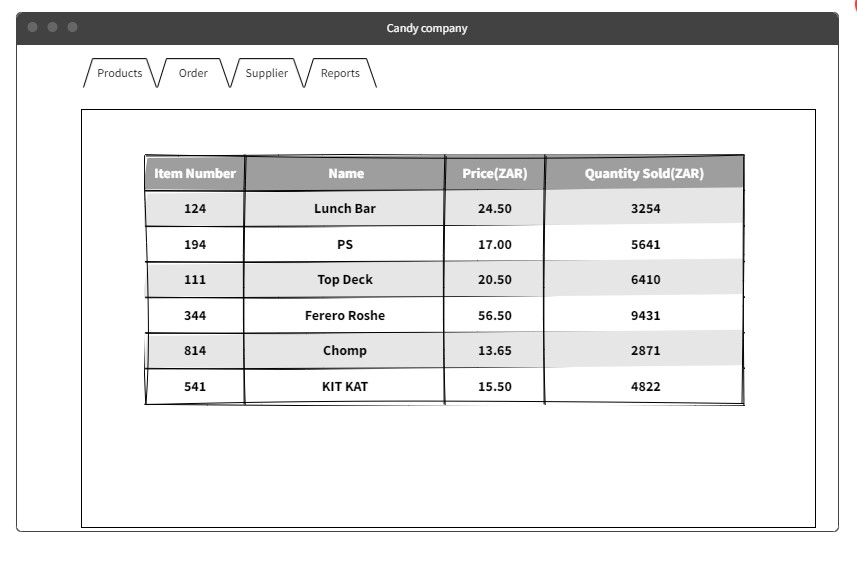 Candy company
Products Order Supplier Reports
Item Number Name Price(ZAR) Quantity Sold(ZAR)
124 Lunch Bar 24.50 3254
194 PS 17.00 5641
111 Top Deck 20.50 6410
344 Ferero Roshe 56.50 9431
814 Chomp 13.65 2871
541 KIT KAT 15.50 4822